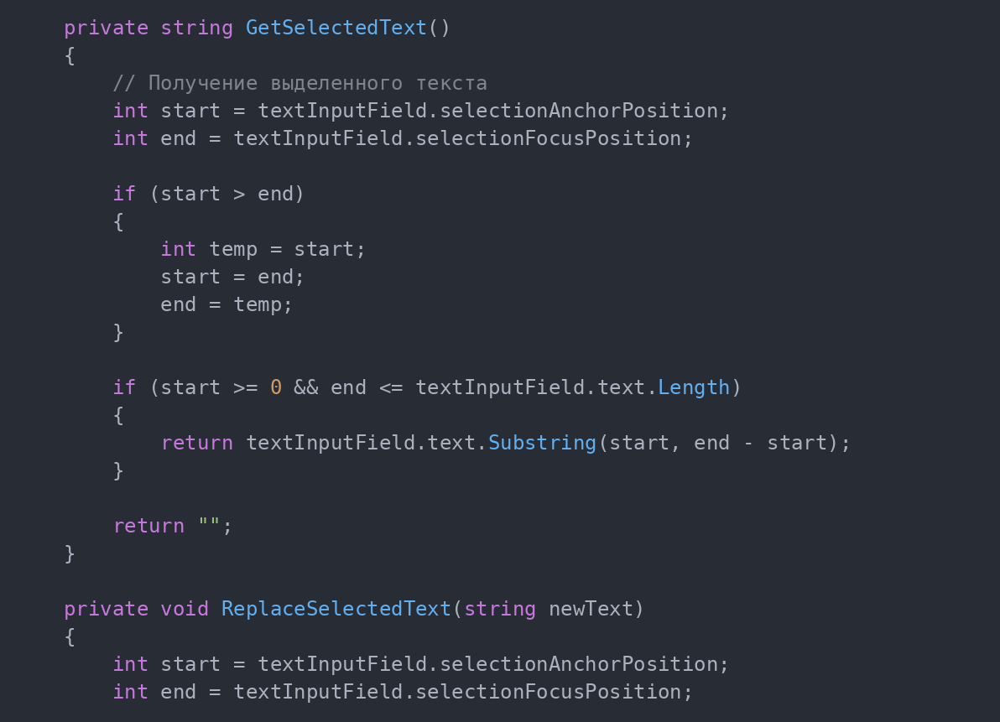 private string GetSelectedText()
{
    // Получение выделенного текста
    int start = textInputField.selectionAnchorPosition;
    int end = textInputField.selectionFocusPosition;

    if (start > end)
    {
        int temp = start;
        start = end;
        end = temp;
    }

    if (start >= 0 && end <= textInputField.text.Length)
    {
        return textInputField.text.Substring(start, end - start);
    }

    return "";
}

private void ReplaceSelectedText(string newText)
{
    int start = textInputField.selectionAnchorPosition;
    int end = textInputField.selectionFocusPosition;